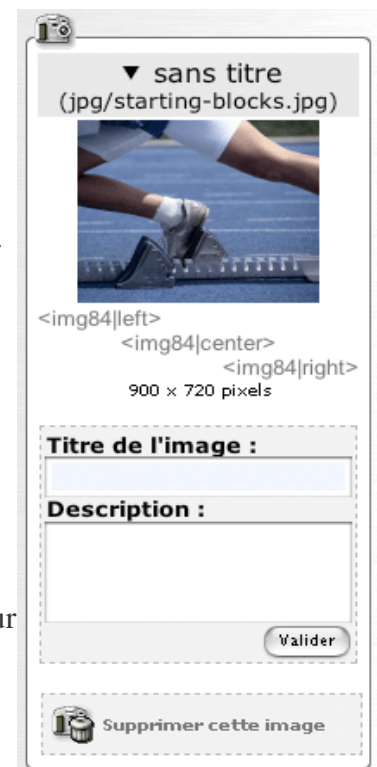 ▼ sans titre
(jpg/starting-blocks.jpg)
<img84|left>
<img84|center>
<img84|right>
900 x 720 pixels
Titre de l'image :
Description :
ur
Valider
Supprimer cette image